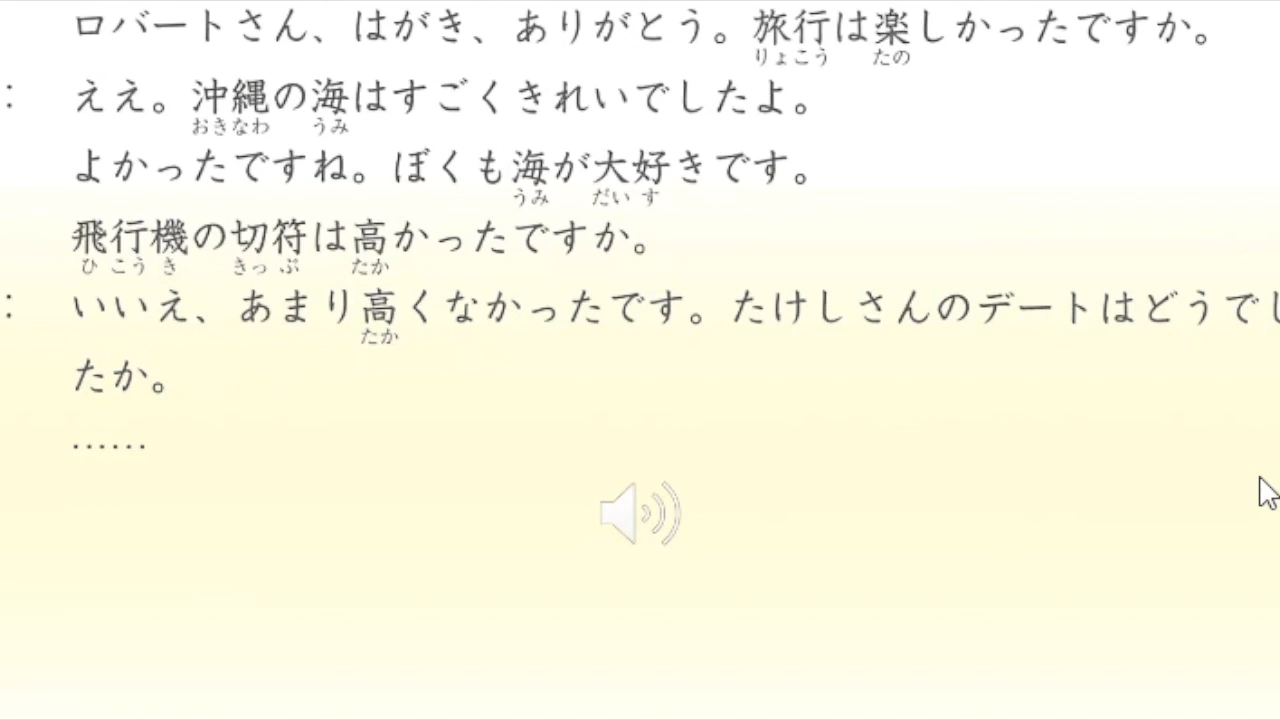 ロバートさん、はがき、ありがとう。旅行は楽しかったですか。
りょこう たの
: ええ。沖縄の海はすごくきれいでしたよ。
おきなわ うみ
よかったですね。ぼくも海が大好きです。
うみ だい す
飛行機の切符は高かったですか。
ひ こう き きっ ぷ たか
: いいえ、あまり高くなかったです。たけしさんのデートはどうでし
たか
たか。
……